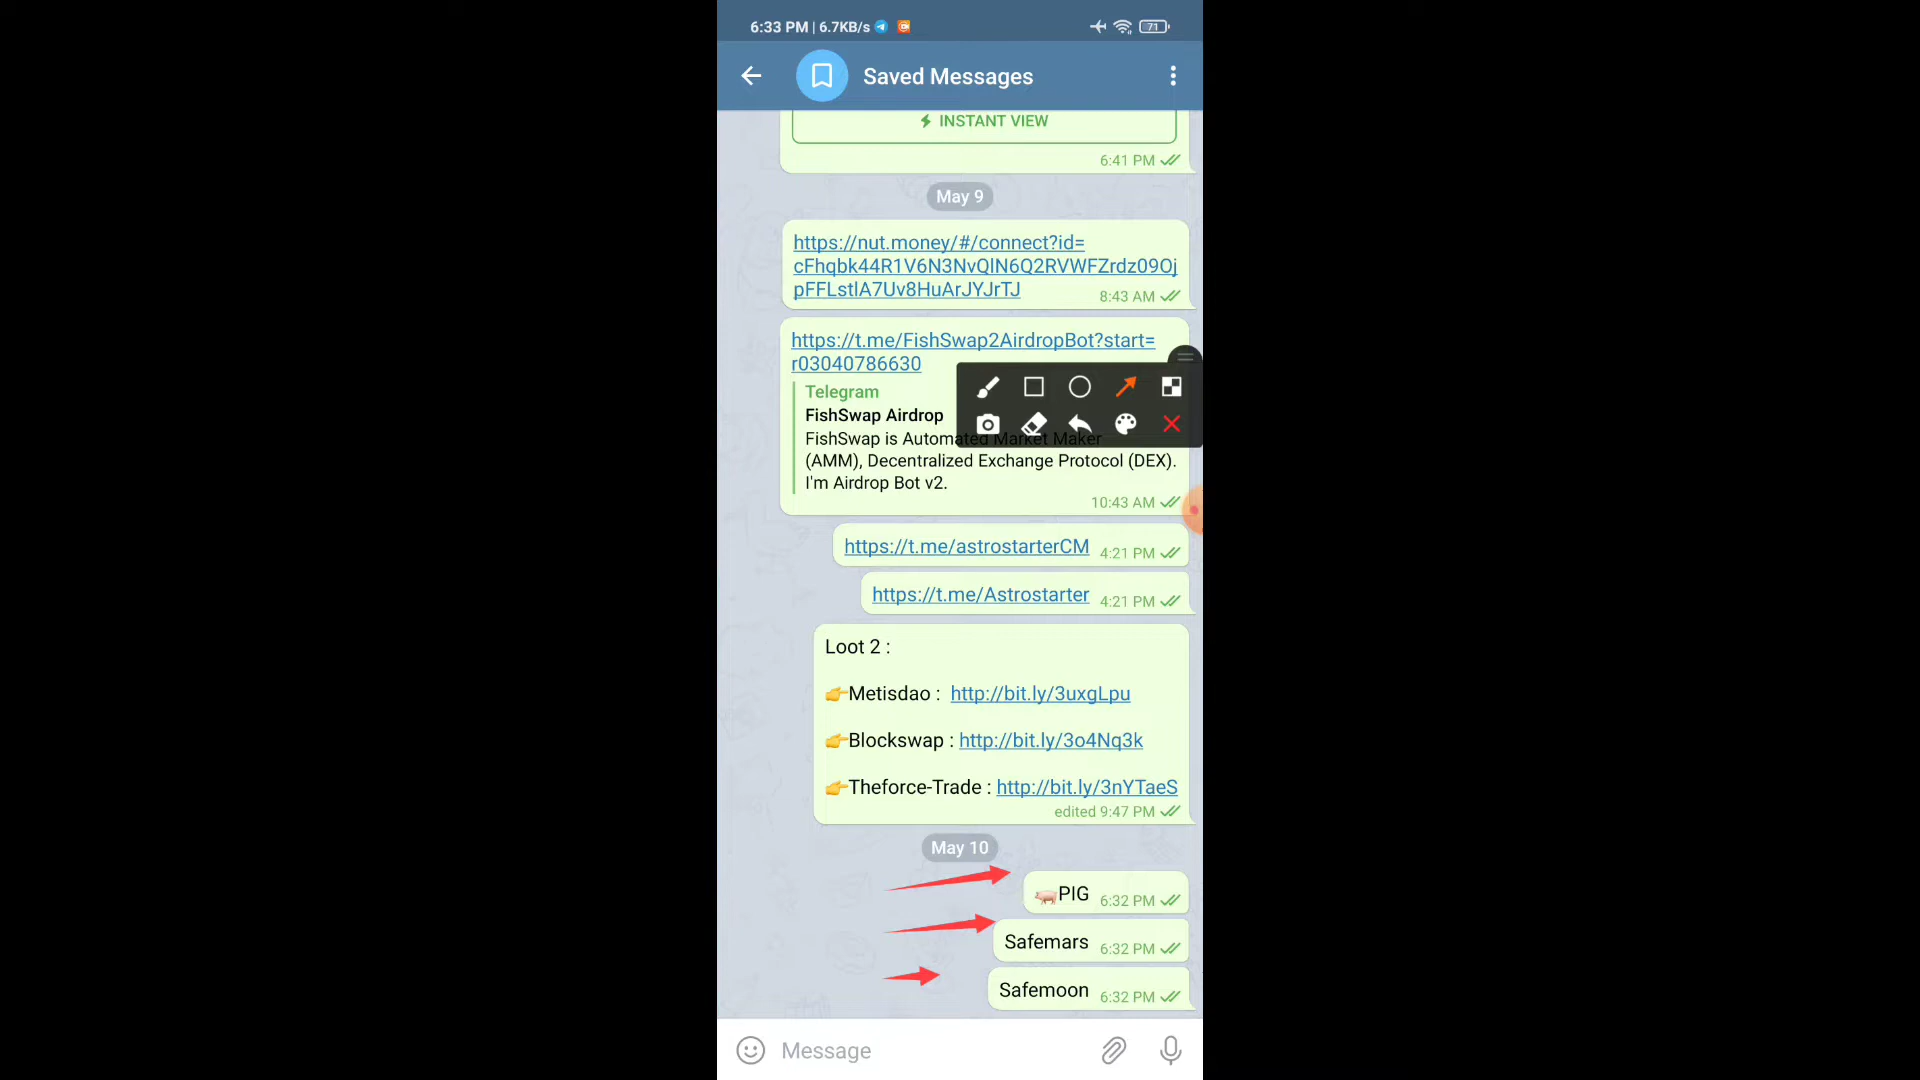 6:33 PM | 6.7KB/s
71
Saved Messages
INSTANT VIEW
6:41 PM
May 9
https://nut.money/#/connect?id=
cFhqbk44R1V6N3NvQlN6Q2RVWFZrdz09Oj
pFFLstlA7Uv8HuArJYJrTJ
8:43 AM
https://t.me/FishSwap2AirdropBot?start=
r03040786630
Telegram
FishSwap Airdrop
FishSwap is Automated Market Maker
(AMM), Decentralized Exchange Protocol (DEX).
I'm Airdrop Bot v2.
10:43 AM
https://t.me/astrostarterCM 4:21 PM
https://t.me/Astrostarter 4:21 PM
Loot 2 :
👉Metisdao : http://bit.ly/3uxgLpu
👉Blockswap : http://bit.ly/3o4Nq3k
👉Theforce-Trade : http://bit.ly/3nYTaeS
edited 9:47 PM
May 10
🐖PIG 6:32 PM
Safemars 6:32 PM
Safemoon 6:32 PM
Message